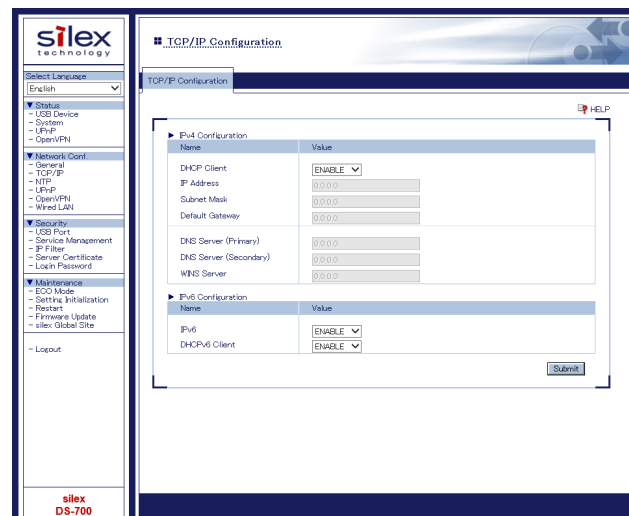 silex
technology
Select Language
English
▼ Status
- USB Device
- System
- UPnP
- OpenVPN
▼ Network Conf.
- General
- TCP/IP
- NTP
- UPnP
- OpenVPN
- Wired LAN
▼ Security
- USB Port
- Service Management
- IP Filter
- Server Certificate
- Login Password
▼ Maintenance
- ECO Mode
- Setting Initialization
- Restart
- Firmware Update
- silex Global Site
- Logout
silex
DS-700
TCP/IP Configuration
TCP/IP Configuration
HELP
▶ IPv4 Configuration
Name Value
DHCP Client ENABLE
IP Address 0.0.0.0
Subnet Mask 0.0.0.0
Default Gateway 0.0.0.0
DNS Server (Primary) 0.0.0.0
DNS Server (Secondary) 0.0.0.0
WINS Server 0.0.0.0
▶ IPv6 Configuration
Name Value
IPv6 ENABLE
DHCPv6 Client ENABLE
Submit